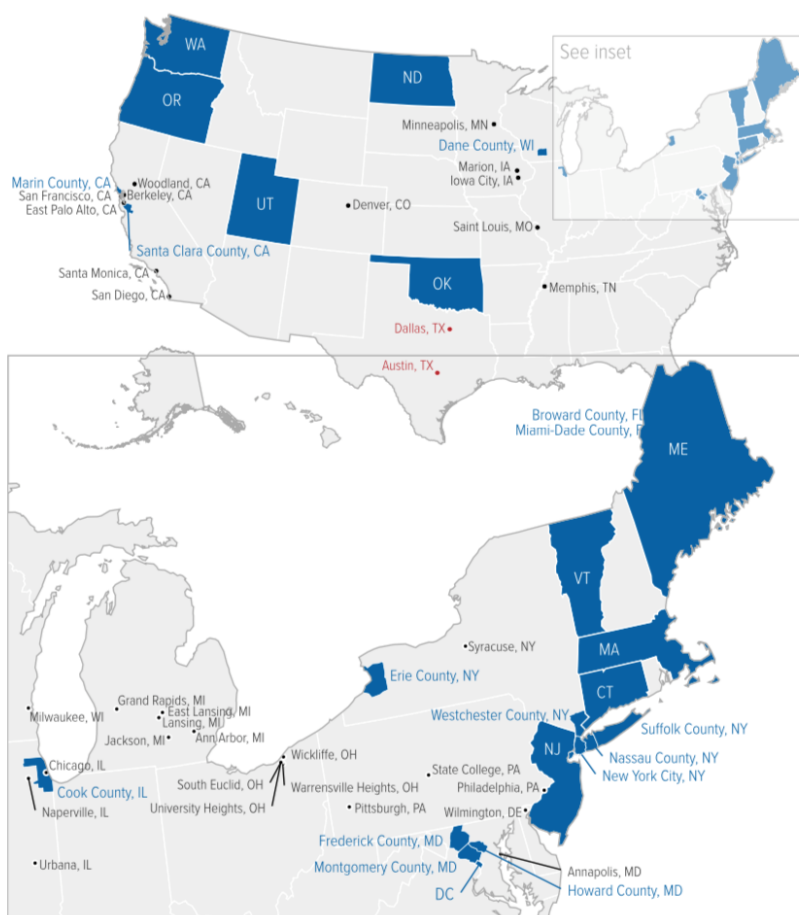 See inset
WA
ND
OR
Minneapolis, MN
Dane County, WI
Marion, IA
Iowa City, IA
Marin County, CA
Woodland, CA
San Francisco, CA
Berkeley, CA
East Palo Alto, CA
UT
Denver, CO
Saint Louis, MO
Santa Clara County, CA
Santa Monica, CA
OK
Memphis, TN
San Diego, CA
Dallas, TX
Austin, TX
Broward County, FL
Miami-Dade County, F
ME
VT
Syracuse, NY
MA
Erie County, NY
CT
Grand Rapids, MI
East Lansing, MI
Milwaukee, WI
Lansing, MI
Westchester County, NY
Suffolk County, NY
Jackson, MI
Ann Arbor, MI
NJ
Nassau County, NY
Wickliffe, OH
New York City, NY
Chicago, IL
State College, PA
South Euclid, OH
Warrensville Heights, OH
Philadelphia, PA
Cook County, IL
University Heights, OH
Pittsburgh, PA
Wilmington, DE
Naperville, IL
Frederick County, MD
Urbana, IL
Montgomery County, MD
Annapolis, MD
DC
Howard County, MD